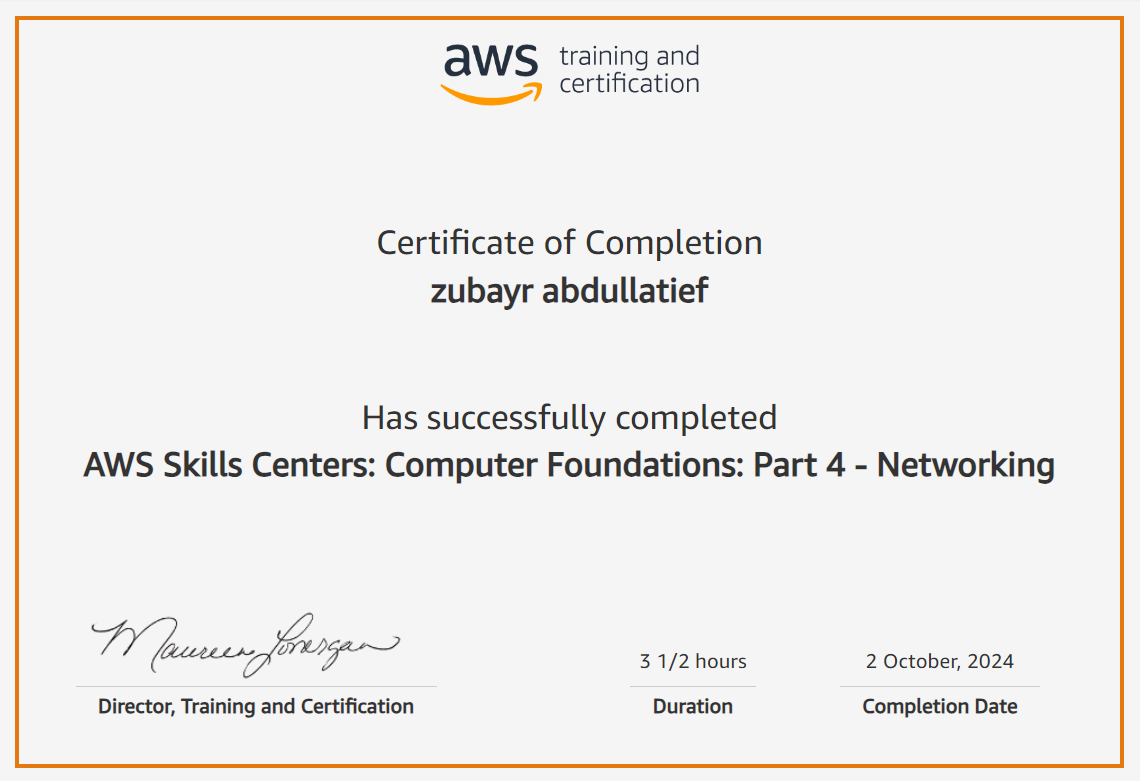 aws training and
certification
Certificate of Completion
zubayr abdullatief
Has successfully completed
AWS Skills Centers: Computer Foundations: Part 4 - Networking
Maureen Lonergan
Director, Training and Certification
3 1/2 hours
Duration
2 October, 2024
Completion Date